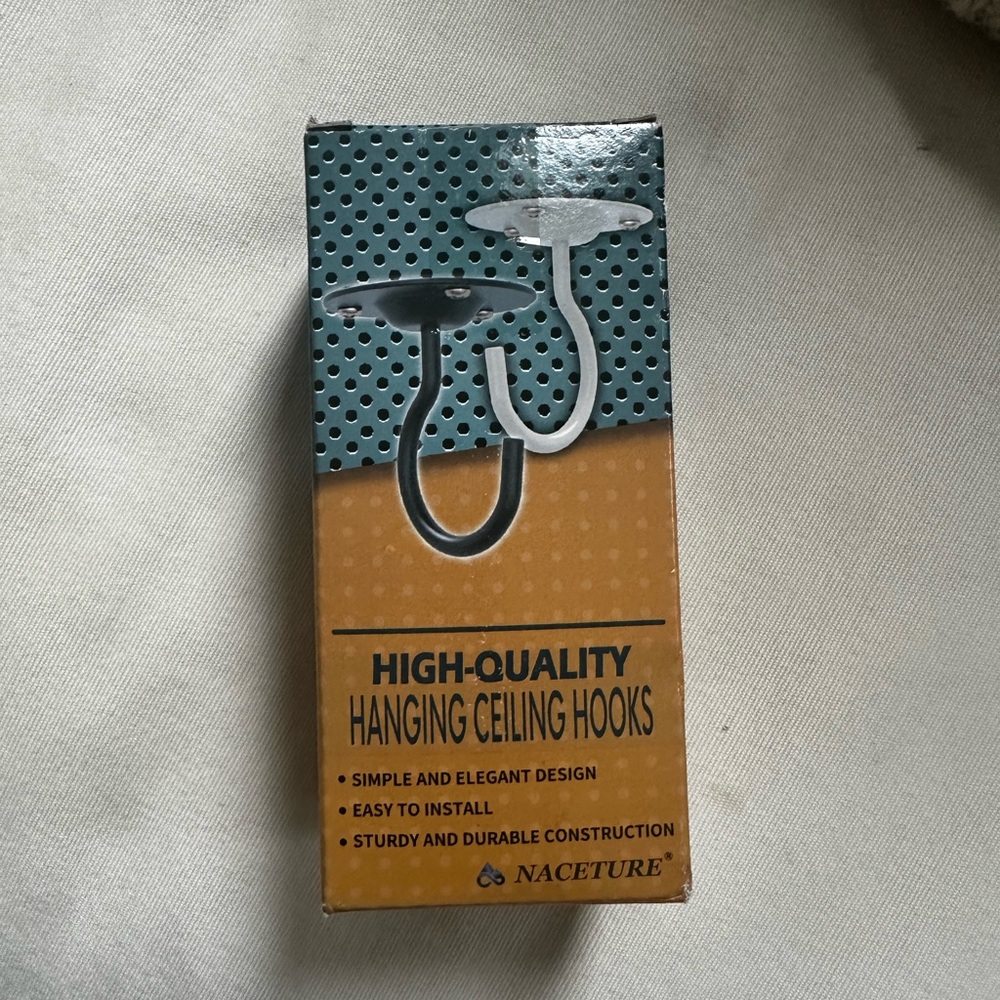 HIGH-QUALITY
HANGING CEILING HOOKS
• SIMPLE AND ELEGANT DESIGN
• EASY TO INSTALL
• STURDY AND DURABLE CONSTRUCTION
NACETURE®